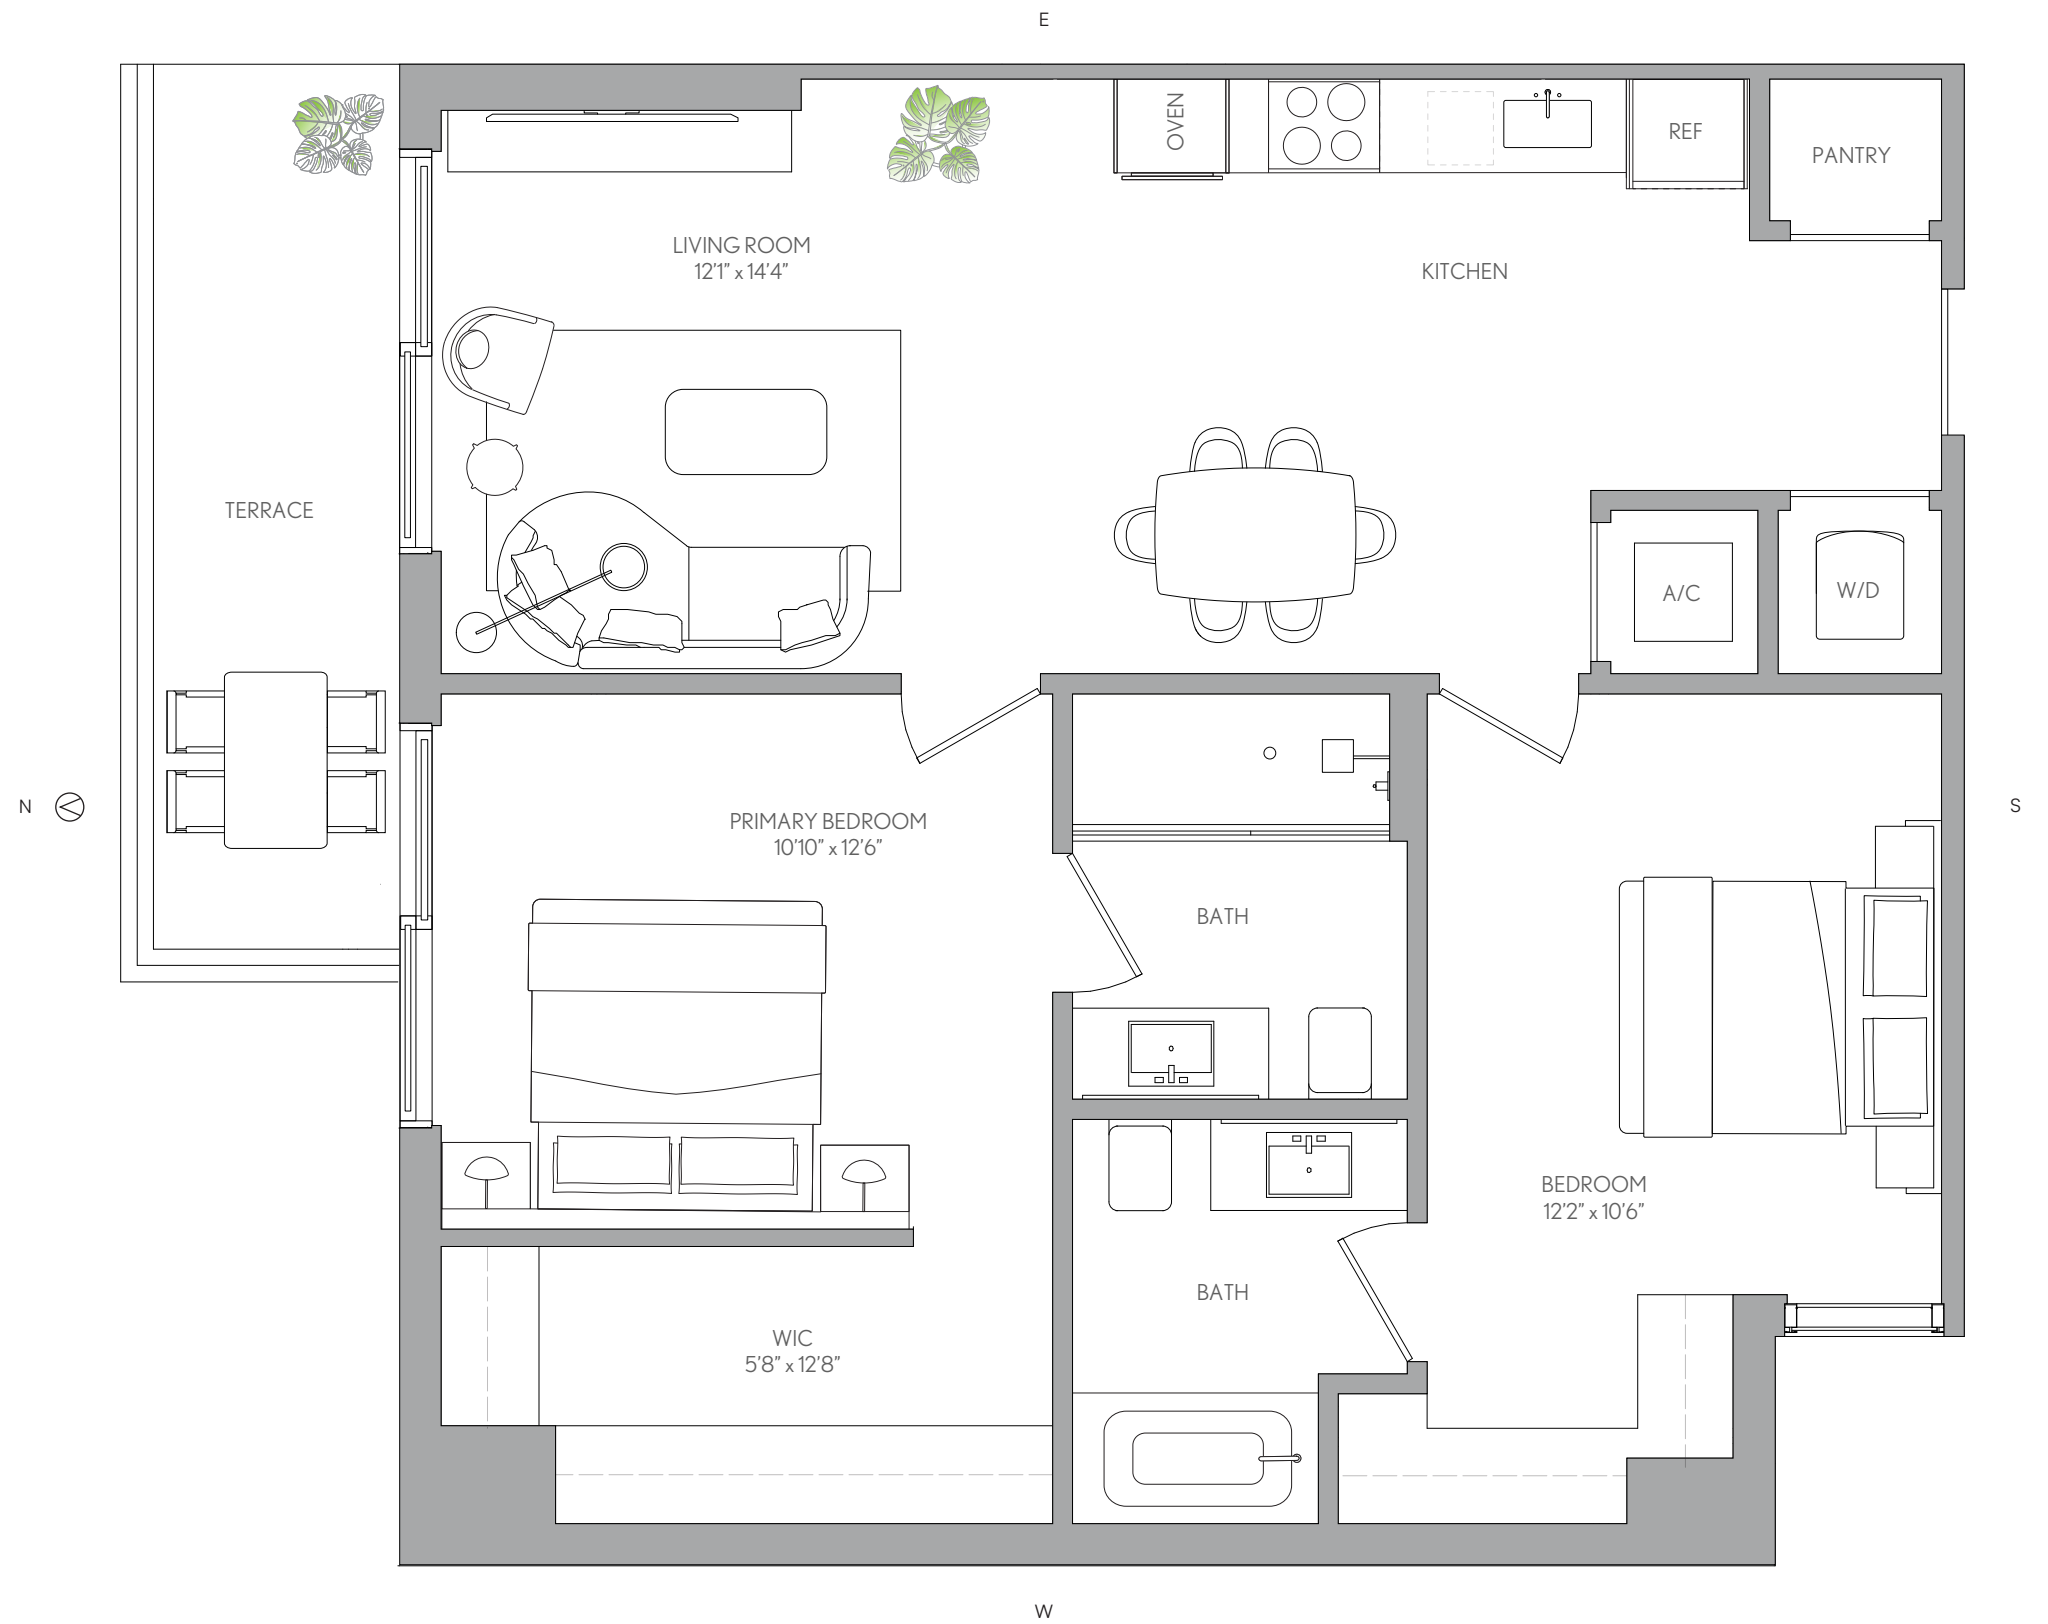 E
OVEN
REF
PANTRY
LIVING ROOM
12'1" x 14'4"
KITCHEN
TERRACE
A/C
W/D
N
S
PRIMARY BEDROOM
10'10" x 12'6"
BATH
BEDROOM
12'2" x 10'6"
BATH
WIC
5'8" x 12'8"
W